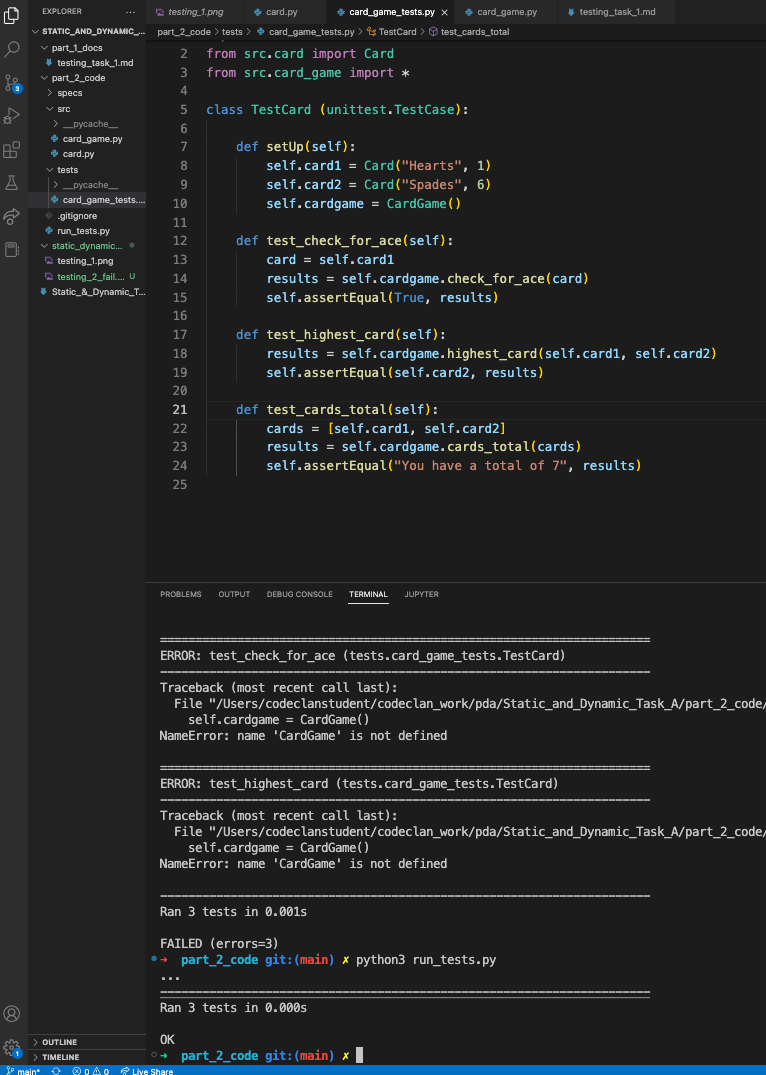 EXPLORER
STATIC_AND_DYNAMIC_...
part_1_docs
testing_task_1.md
part_2_code
specs
src
__pycache__
card_game.py
card.py
tests
__pycache__
card_game_tests....
.gitignore
run_tests.py
static_dynamic...
testing_1.png
testing_2_fail.... U
Static_&_Dynamic_T...
OUTLINE
TIMELINE
testing_1.png card.py card_game_tests.py card_game.py testing_task_1.md
part_2_code > tests > card_game_tests.py > TestCard > test_cards_total
2 from src.card import Card
3 from src.card_game import *
4
5 class TestCard (unittest.TestCase):
6
7 def setUp(self):
8 self.card1 = Card("Hearts", 1)
9 self.card2 = Card("Spades", 6)
10 self.cardgame = CardGame()
11
12 def test_check_for_ace(self):
13 card = self.card1
14 results = self.cardgame.check_for_ace(card)
15 self.assertEqual(True, results)
16
17 def test_highest_card(self):
18 results = self.cardgame.highest_card(self.card1, self.card2)
19 self.assertEqual(self.card2, results)
20
21 def test_cards_total(self):
22 cards = [self.card1, self.card2]
23 results = self.cardgame.cards_total(cards)
24 self.assertEqual("You have a total of 7", results)
25
PROBLEMS OUTPUT DEBUG CONSOLE TERMINAL JUPYTER
======================================================================
ERROR: test_check_for_ace (tests.card_game_tests.TestCard)
----------------------------------------------------------------------
Traceback (most recent call last):
File "/Users/codeclanstudent/codeclan_work/pda/Static_and_Dynamic_Task_A/part_2_code/
self.cardgame = CardGame()
NameError: name 'CardGame' is not defined
======================================================================
ERROR: test_highest_card (tests.card_game_tests.TestCard)
----------------------------------------------------------------------
Traceback (most recent call last):
File "/Users/codeclanstudent/codeclan_work/pda/Static_and_Dynamic_Task_A/part_2_code/
self.cardgame = CardGame()
NameError: name 'CardGame' is not defined
----------------------------------------------------------------------
Ran 3 tests in 0.001s
FAILED (errors=3)
➜ part_2_code git:(main) ✗ python3 run_tests.py
...
----------------------------------------------------------------------
Ran 3 tests in 0.000s
OK
➜ part_2_code git:(main) ✗
3
1
main* 0 0 Live Share